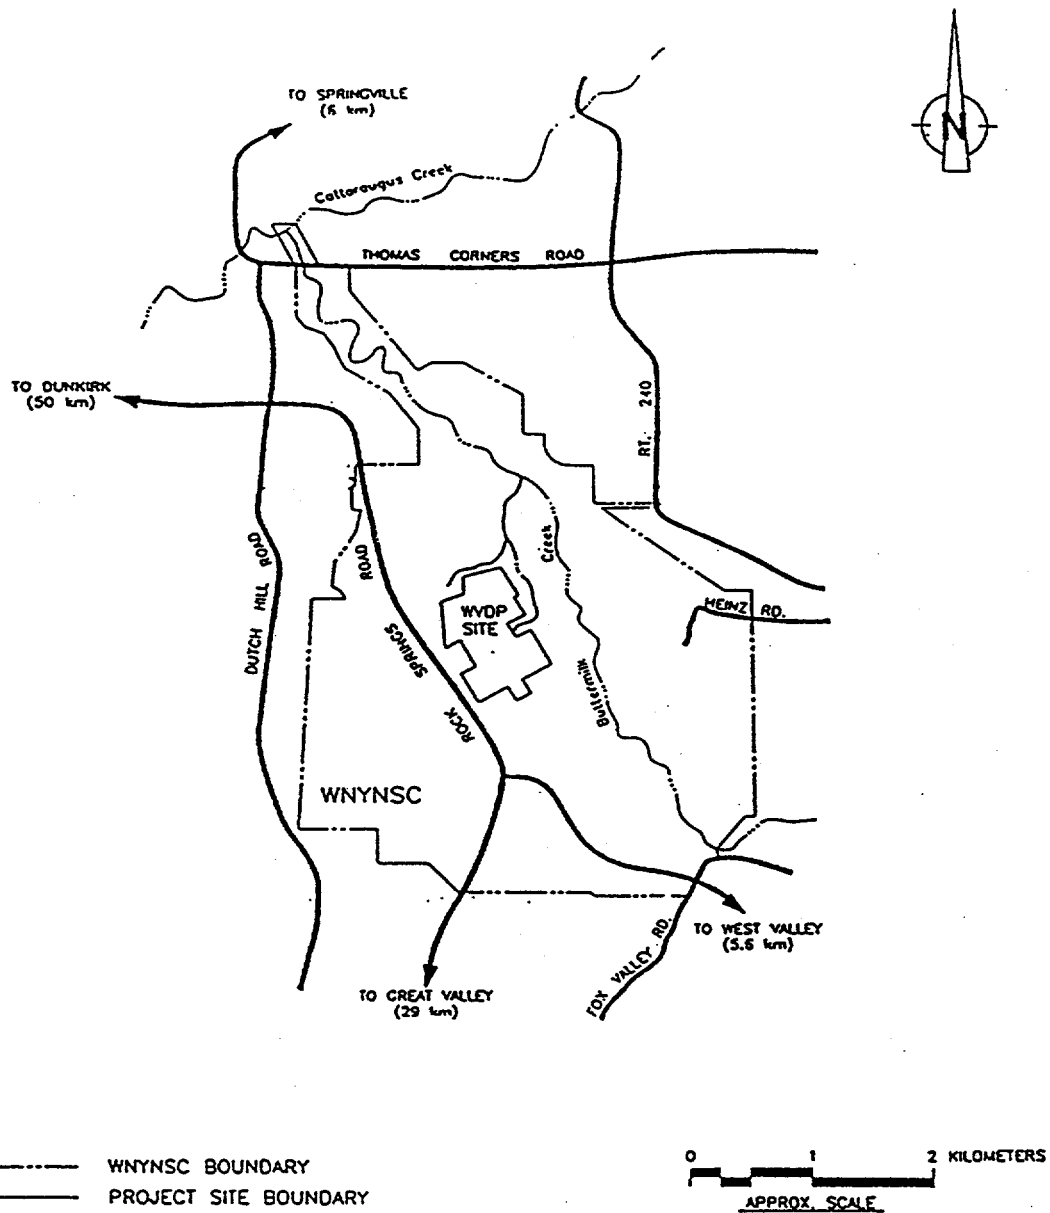 TO SPRINGVILLE
(6 km)
N
Cattaraugus Creek
THOMAS CORNERS ROAD
TO DUNKIRK
(50 km)
RT. 240
DUTCH HILL ROAD
ROCK SPRINGS ROAD
Buttermilk Creek
WVDP
SITE
HEINZ RD.
WNYNSC
TO WEST VALLEY
(5.6 km)
FOX VALLEY RD.
TO GREAT VALLEY
(29 km)
WNYNSC BOUNDARY
PROJECT SITE BOUNDARY
0 1 2 KILOMETERS
APPROX. SCALE